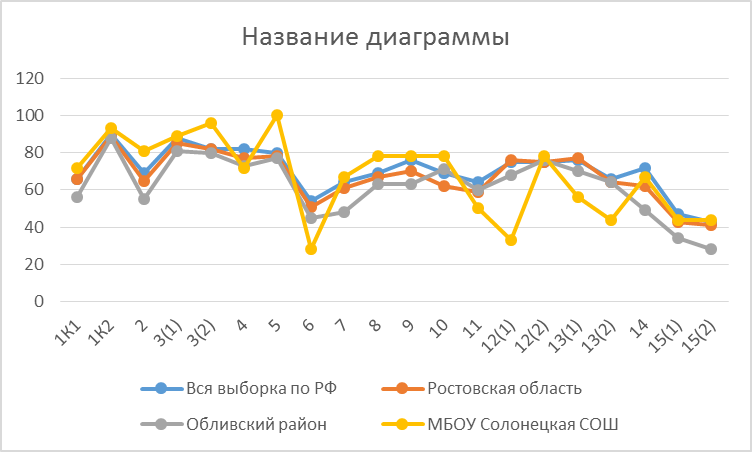 Название диаграммы
120
100
80
60
40
20
0
1К1 1К2 2 3(1) 3(2) 4 5 6 7 8 9 10 11 12(1) 12(2) 13(1) 13(2) 14 15(1) 15(2)
Вся выборка по РФ Ростовская область
Обливский район МБОУ Солонецкая СОШ